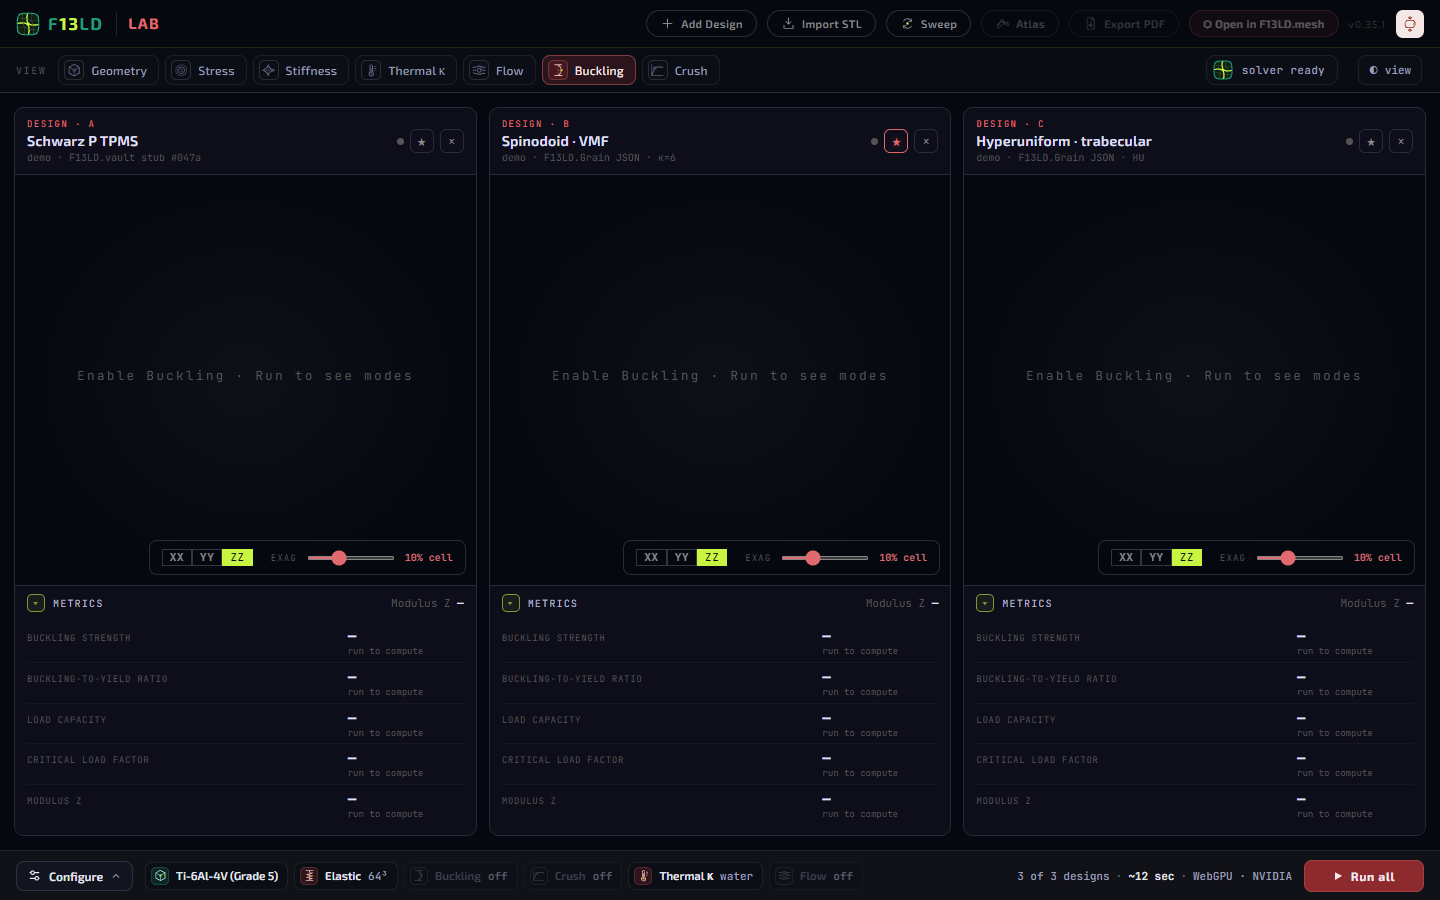 F13LD LAB
Add Design
Import STL
Sweep
Atlas
Export PDF
Open in F13LD.mesh
v0.35.1
VIEW
Geometry
Stress
Stiffness
Thermal κ
Flow
Buckling
Crush
solver ready
view
DESIGN · A
Schwarz P TPMS
demo · F13LD.vault stub #047a
Enable Buckling · Run to see modes
XX YY ZZ EXAG 10% cell
METRICS Modulus Z —
BUCKLING STRENGTH —
run to compute
BUCKLING-TO-YIELD RATIO —
run to compute
LOAD CAPACITY —
run to compute
CRITICAL LOAD FACTOR —
run to compute
MODULUS Z —
run to compute
DESIGN · B
Spinodoid · VMF
demo · F13LD.Grain JSON · κ=6
Enable Buckling · Run to see modes
XX YY ZZ EXAG 10% cell
METRICS Modulus Z —
BUCKLING STRENGTH —
run to compute
BUCKLING-TO-YIELD RATIO —
run to compute
LOAD CAPACITY —
run to compute
CRITICAL LOAD FACTOR —
run to compute
MODULUS Z —
run to compute
DESIGN · C
Hyperuniform · trabecular
demo · F13LD.Grain JSON · HU
Enable Buckling · Run to see modes
XX YY ZZ EXAG 10% cell
METRICS Modulus Z —
BUCKLING STRENGTH —
run to compute
BUCKLING-TO-YIELD RATIO —
run to compute
LOAD CAPACITY —
run to compute
CRITICAL LOAD FACTOR —
run to compute
MODULUS Z —
run to compute
Configure
Ti-6Al-4V (Grade 5)
Elastic 64³
Buckling off
Crush off
Thermal κ water
Flow off
3 of 3 designs · ~12 sec · WebGPU · NVIDIA
Run all